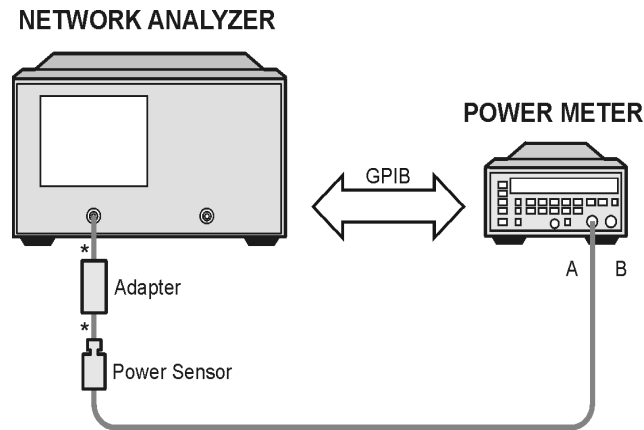 NETWORK ANALYZER
POWER METER
GPIB
A B
*
Adapter
*
Power Sensor